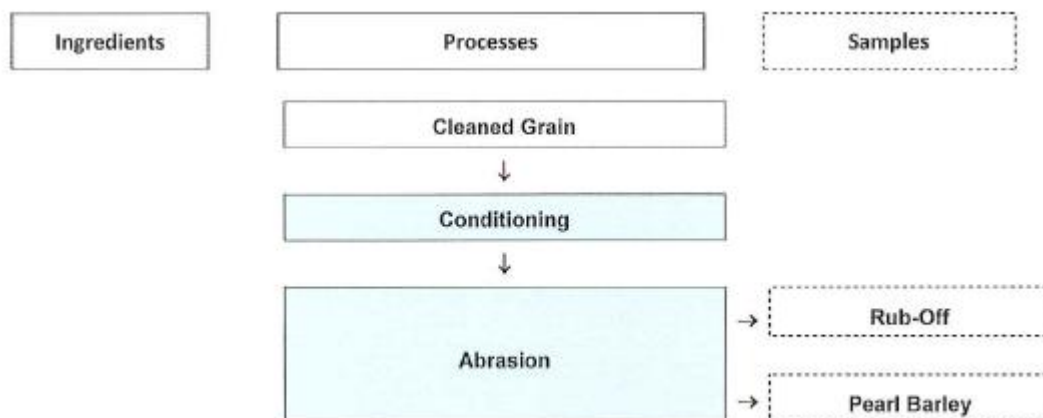 Ingredients
Processes
Samples
Cleaned Grain
↓
Conditioning
↓
Abrasion
→ Rub-Off
→ Pearl Barley